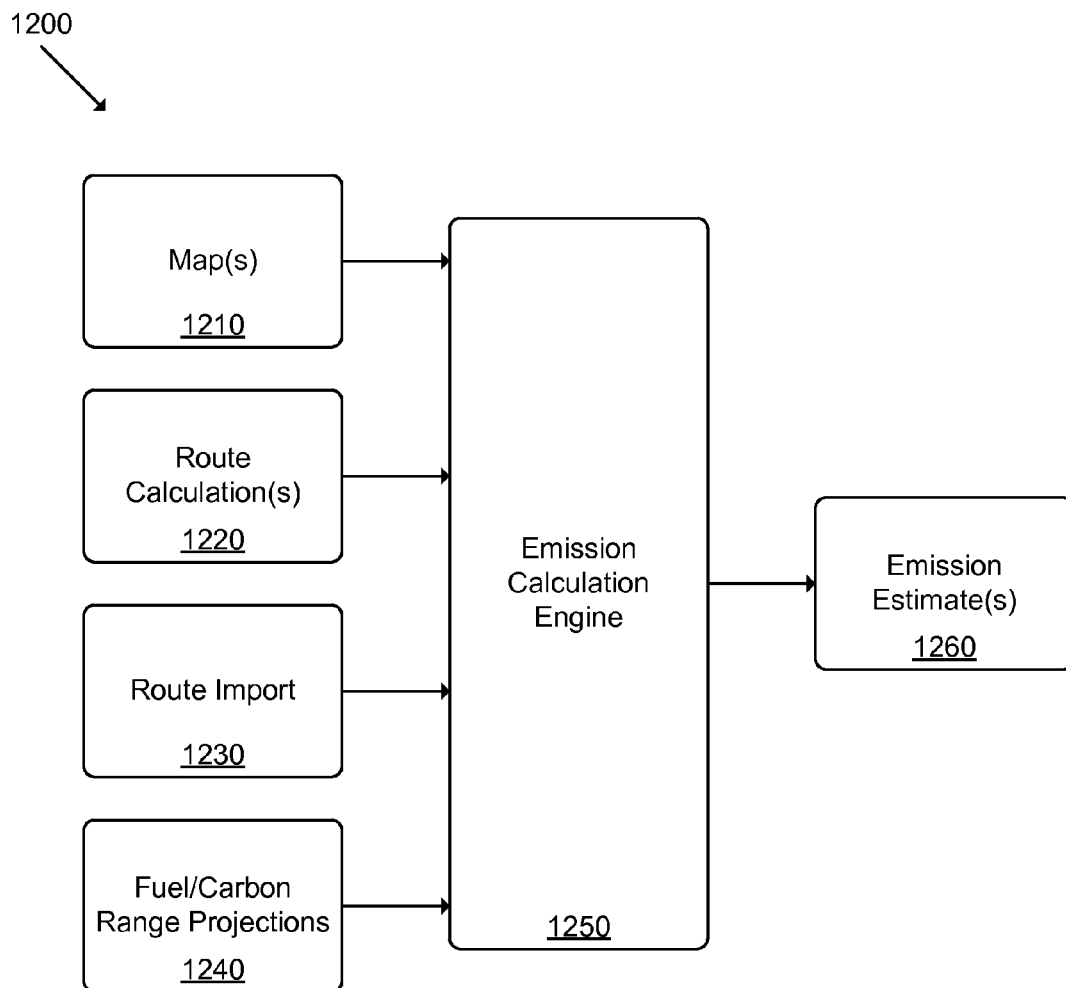 1200
Map(s)
1210
Route
Calculation(s)
1220
Route Import
1230
Fuel/Carbon
Range Projections
1240
Emission
Calculation
Engine
1250
Emission
Estimate(s)
1260